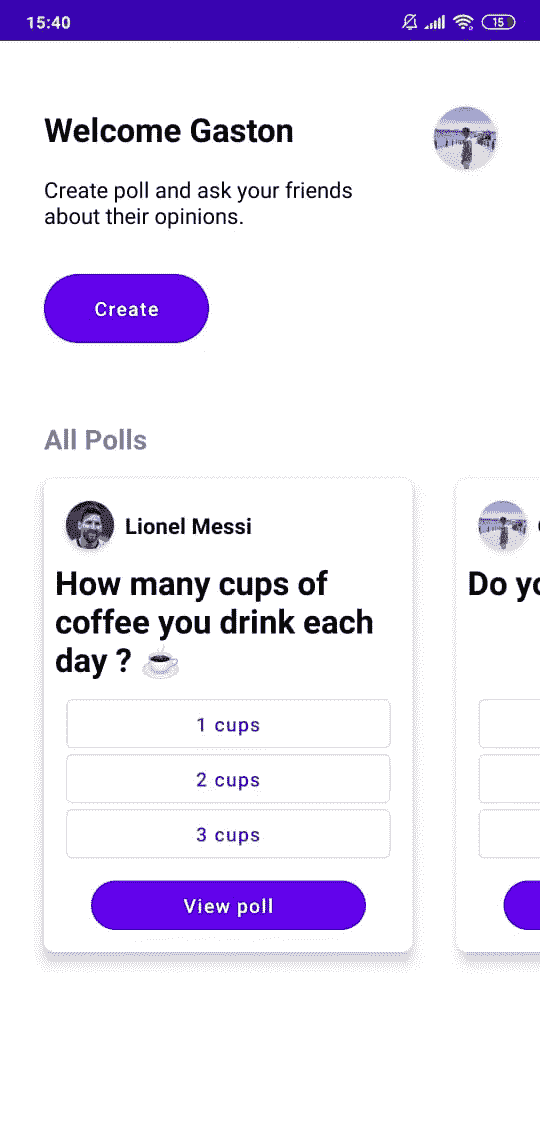 15:40
15
Welcome Gaston
Create poll and ask your friends
about their opinions.
Create
All Polls
Lionel Messi
How many cups of
coffee you drink each
day ? ☕
Do yo
1 cups
2 cups
3 cups
View poll